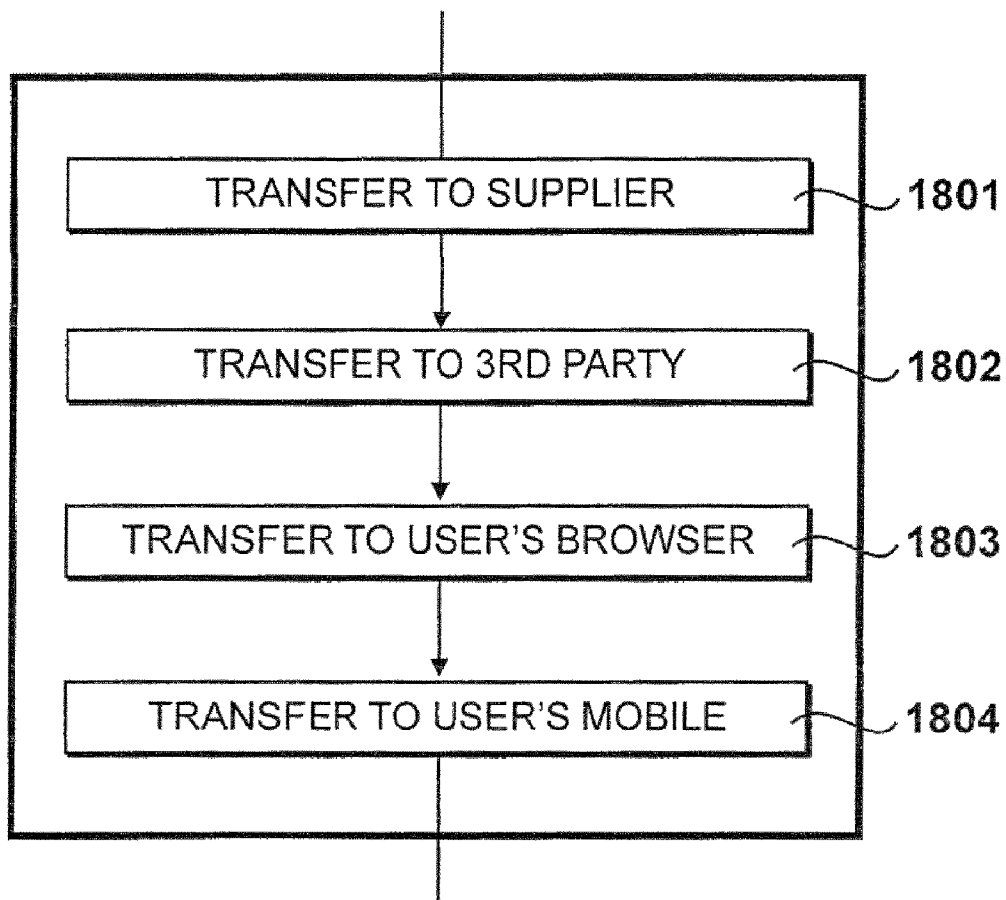 TRANSFER TO SUPPLIER
1801
TRANSFER TO 3RD PARTY
1802
TRANSFER TO USER'S BROWSER
1803
TRANSFER TO USER'S MOBILE
1804